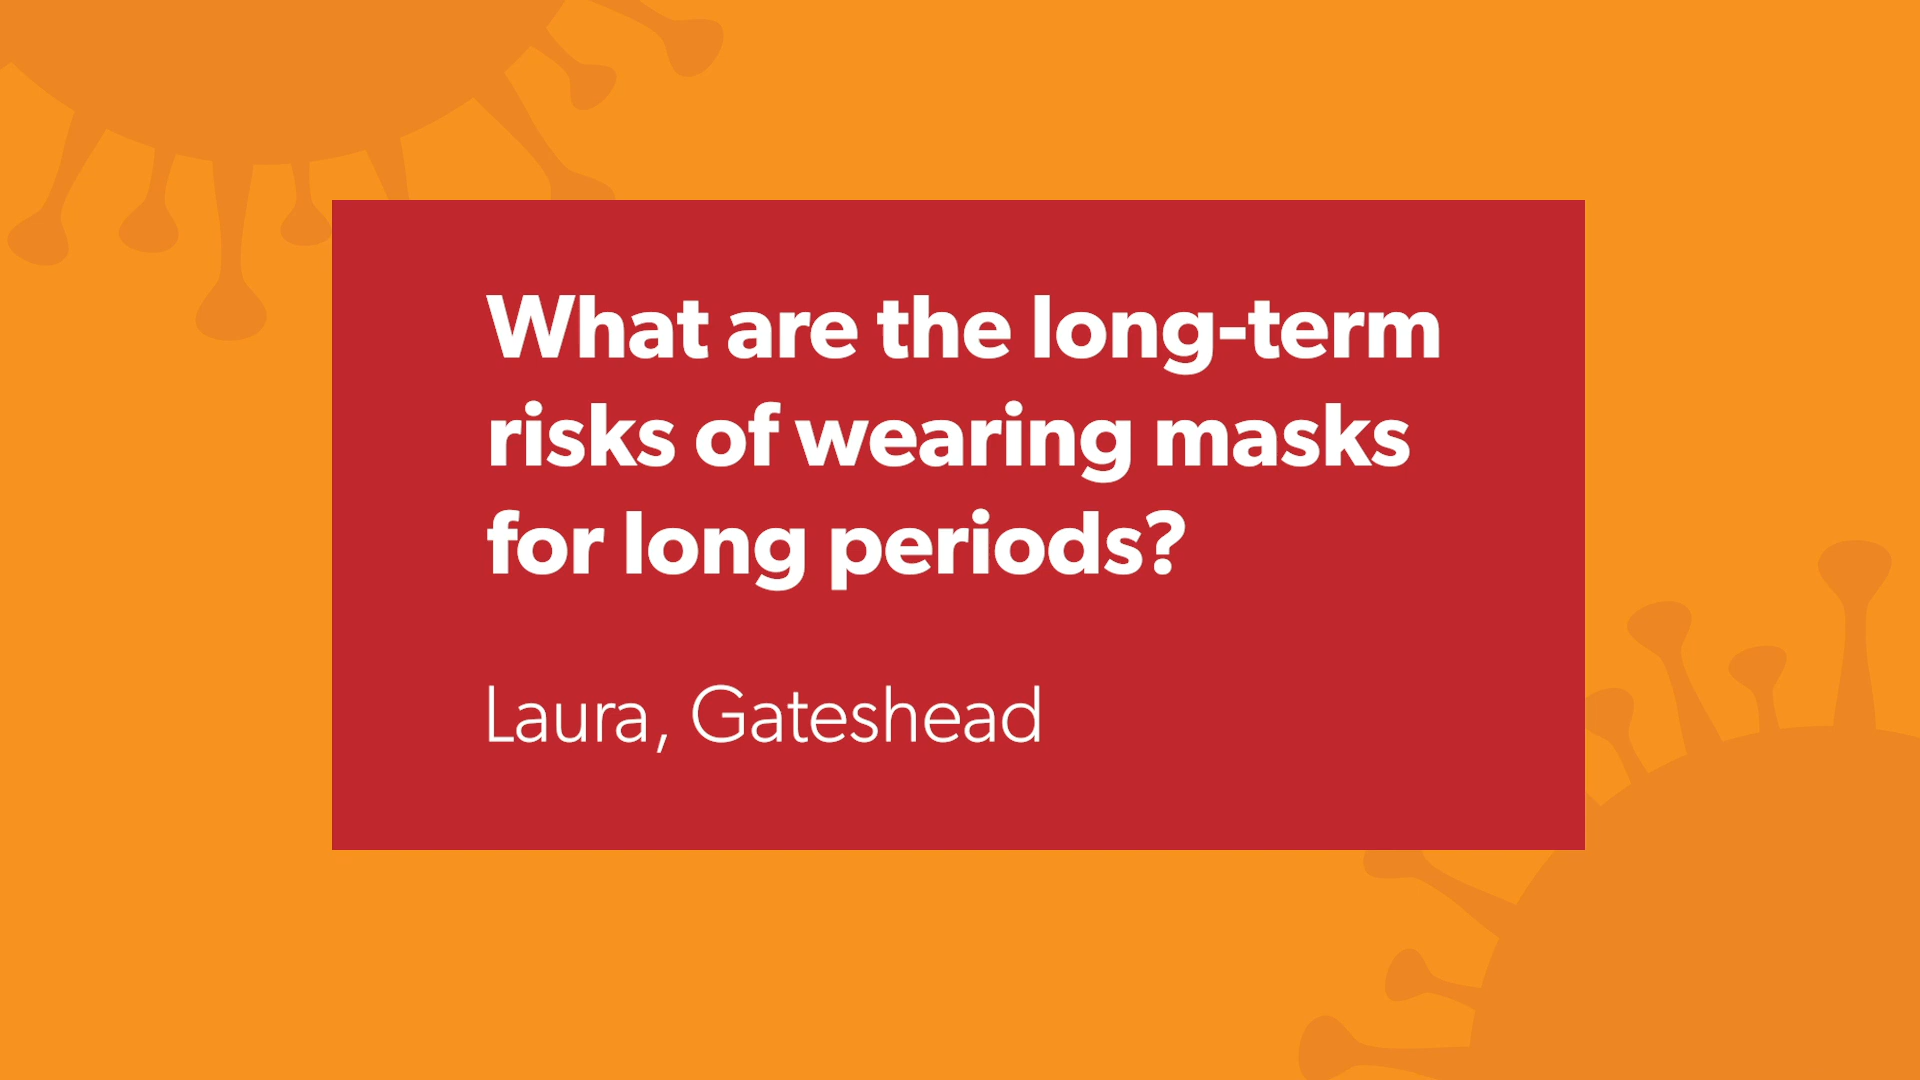 What are the long-term
risks of wearing masks
for long periods?
Laura, Gateshead